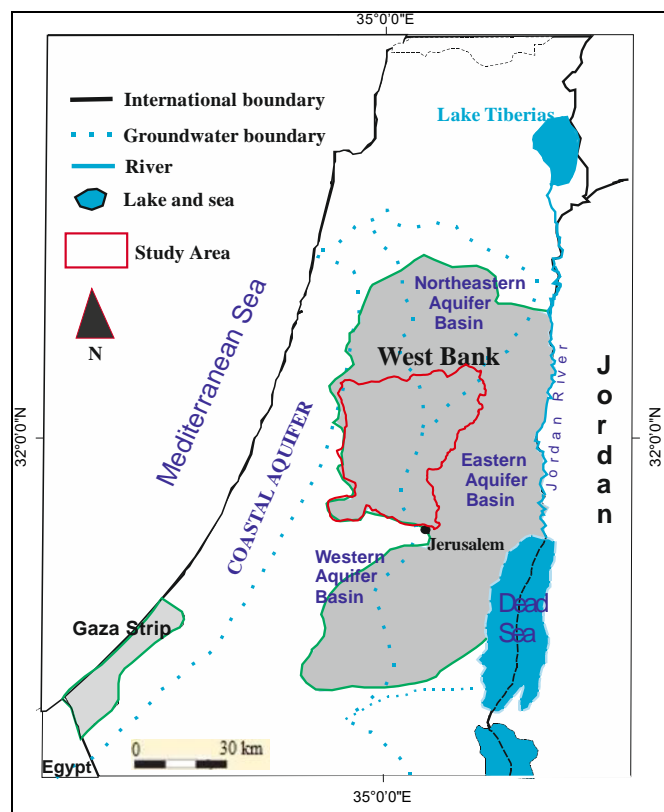 35°0'0"E
International boundary
Groundwater boundary
River
Lake and sea
Study Area
N
Lake Tiberias
Mediterranean Sea
COASTAL AQUIFER
Northeastern
Aquifer
Basin
West Bank
Jordan River
Jordan
32°0'0"N
32°0'0"N
Eastern
Aquifer
Basin
Jerusalem
Western
Aquifer
Basin
Dead
Sea
Gaza Strip
Egypt
0 30 km
35°0'0"E